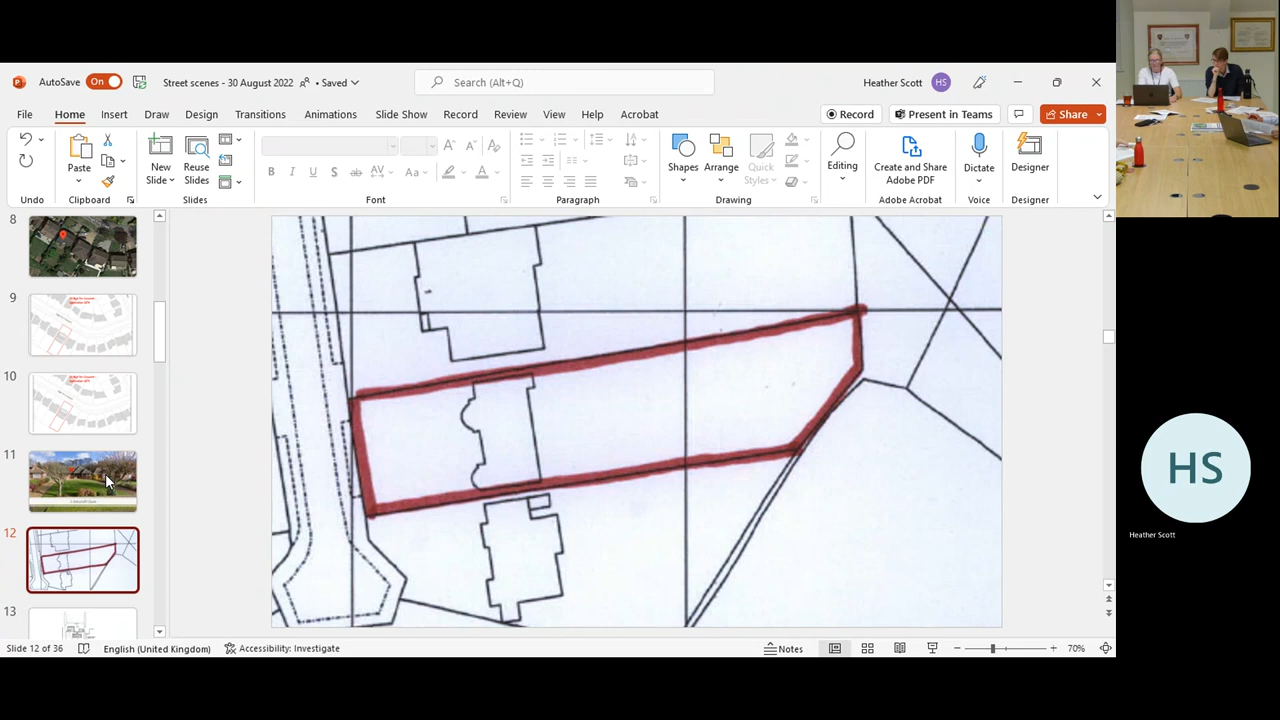 AutoSave On Street scenes - 30 August 2022 • Saved Search (Alt+Q) Heather Scott HS
File Home Insert Draw Design Transitions Animations Slide Show Record Review View Help Acrobat Record Present in Teams Share
Paste New Slide Reuse Slides Shapes Arrange Quick Styles Editing Create and Share Adobe PDF Dictate Designer
B I U S ab AV Aa A
Undo Clipboard Slides Font Paragraph Drawing Adobe Acrobat Voice Designer
8
9
10
11
12
13
HS
Heather Scott
Slide 12 of 36 English (United Kingdom) Accessibility: Investigate Notes 70%